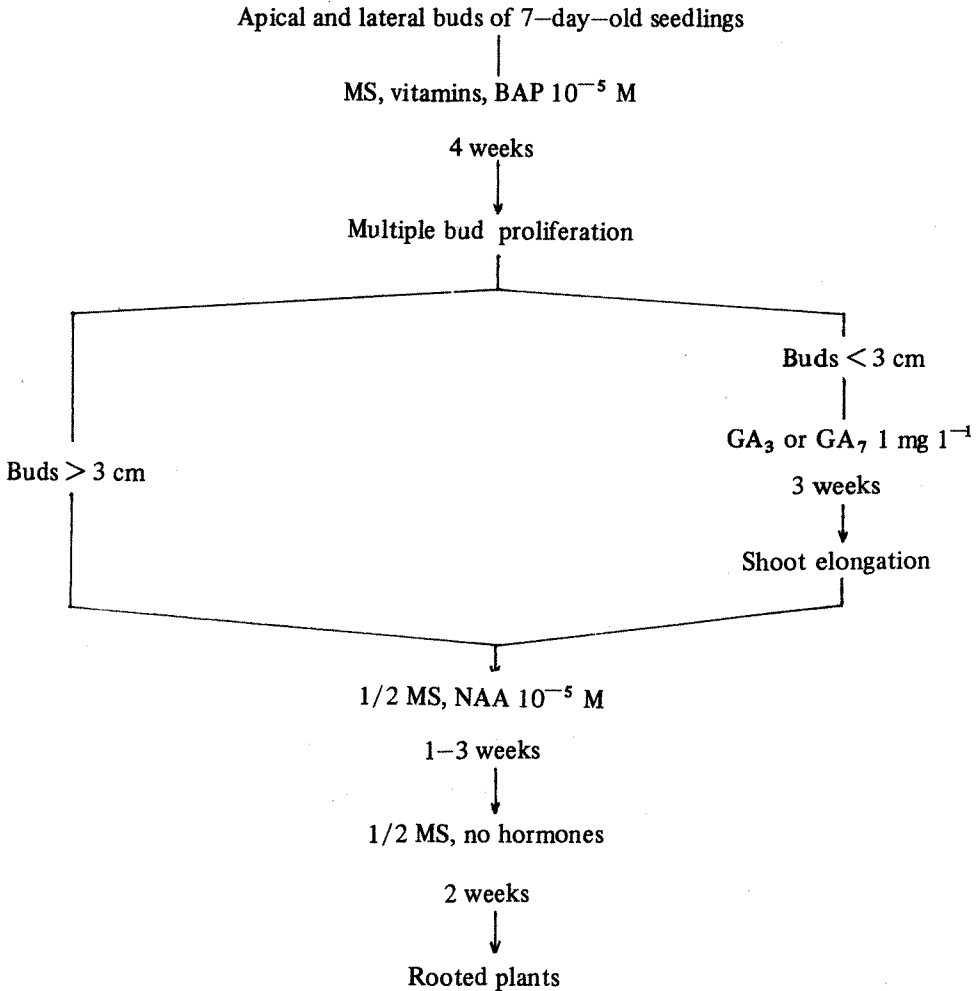 Apical and lateral buds of 7—day—old seedlings
MS, vitamins, BAP 10⁻⁵ M
4 weeks
Multiple bud proliferation
Buds < 3 cm
GA₃ or GA₇ 1 mg 1⁻¹
Buds > 3 cm
3 weeks
Shoot elongation
1/2 MS, NAA 10⁻⁵ M
1—3 weeks
1/2 MS, no hormones
2 weeks
Rooted plants